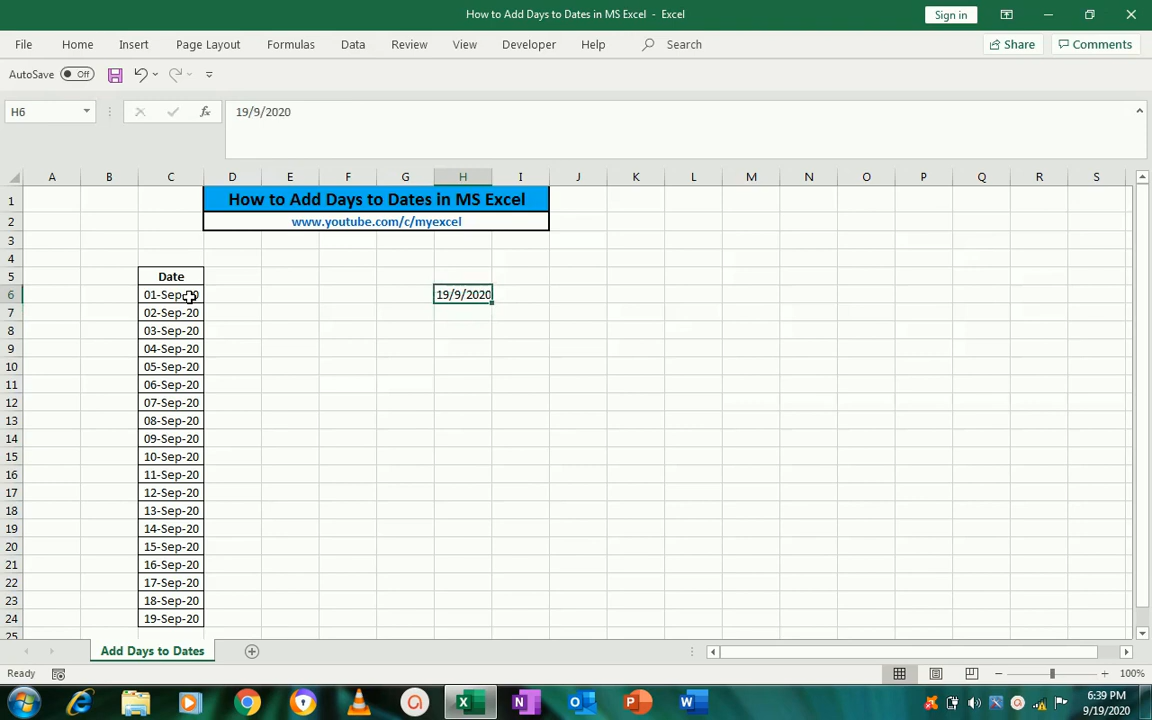 How to Add Days to Dates in MS Excel - Excel
Sign in
File Home Insert Page Layout Formulas Data Review View Developer Help Search Share Comments
AutoSave Off
H6 fx 19/9/2020
A B C D E F G H I J K L M N O P Q R S
1 How to Add Days to Dates in MS Excel
2 www.youtube.com/c/myexcel
3
4
5 Date
6 01-Sep-20 19/9/2020
7 02-Sep-20
8 03-Sep-20
9 04-Sep-20
10 05-Sep-20
11 06-Sep-20
12 07-Sep-20
13 08-Sep-20
14 09-Sep-20
15 10-Sep-20
16 11-Sep-20
17 12-Sep-20
18 13-Sep-20
19 14-Sep-20
20 15-Sep-20
21 16-Sep-20
22 17-Sep-20
23 18-Sep-20
24 19-Sep-20
25
Add Days to Dates
Ready 100%
6:39 PM
9/19/2020